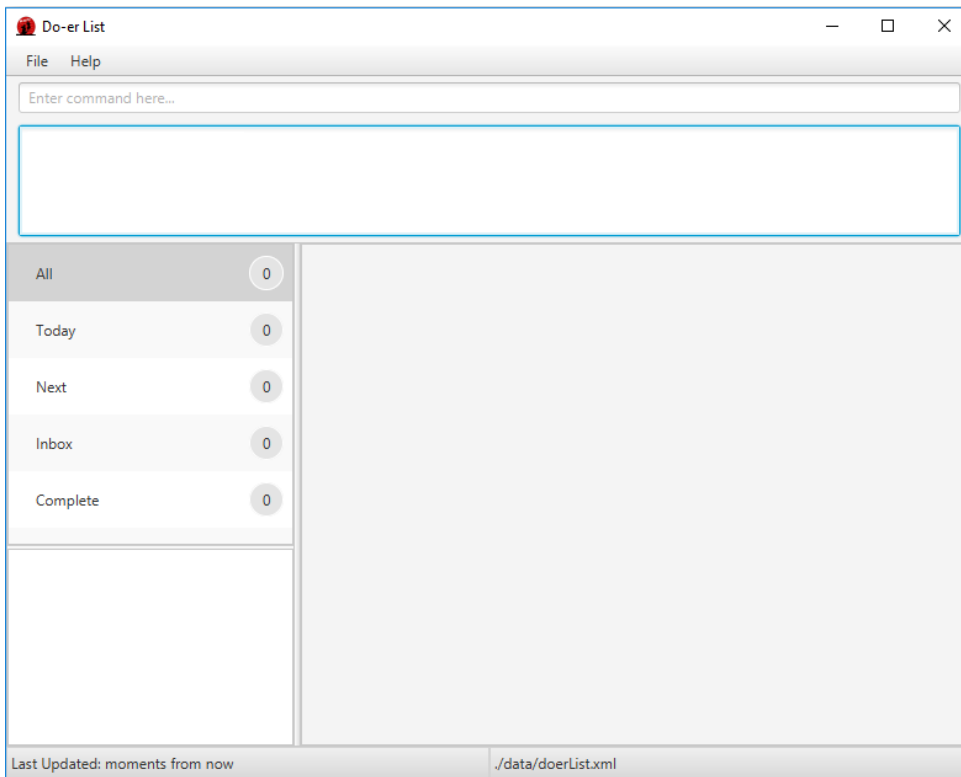 Do-er List
File Help
Enter command here...
All 0
Today 0
Next 0
Inbox 0
Complete 0
Last Updated: moments from now ./data/doerList.xml